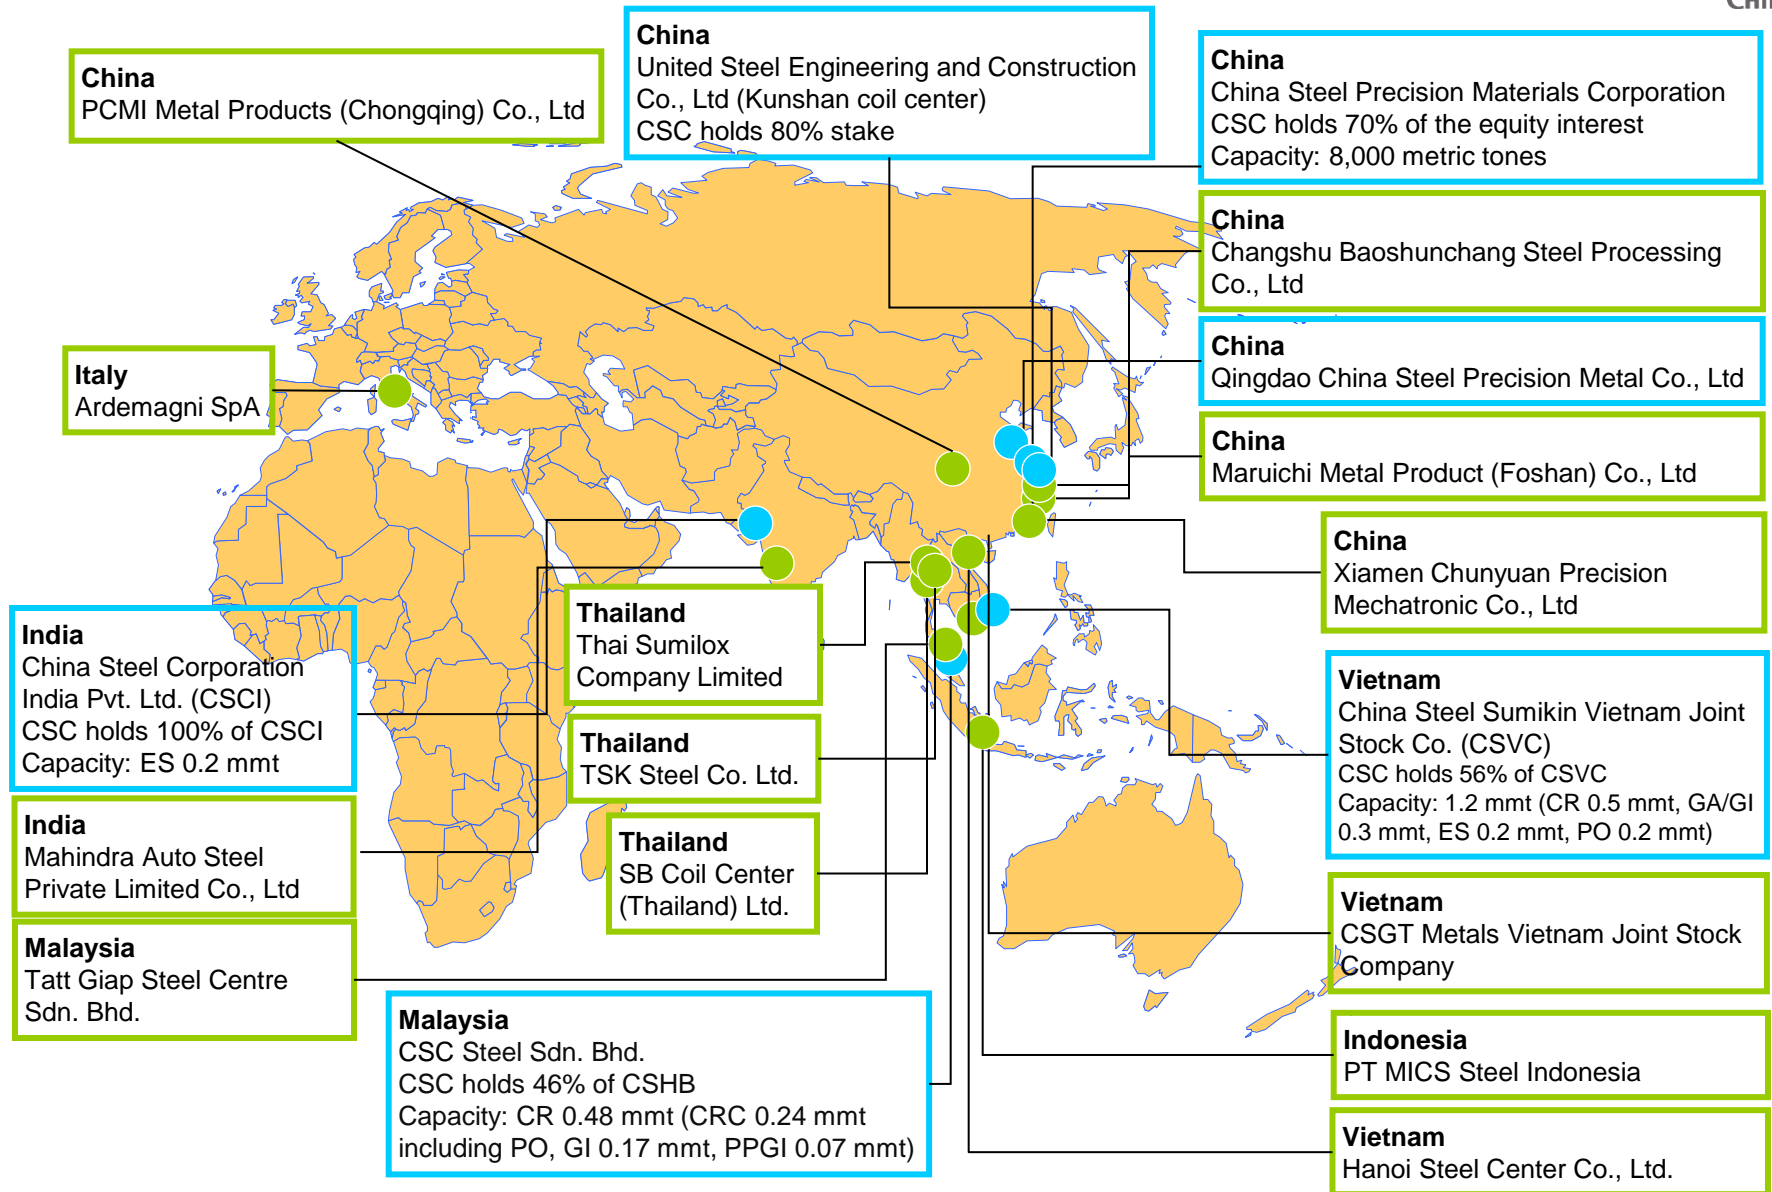 China
PCMI Metal Products (Chongqing) Co., Ltd
China
United Steel Engineering and Construction
Co., Ltd (Kunshan coil center)
CSC holds 80% stake
China
China Steel Precision Materials Corporation
CSC holds 70% of the equity interest
Capacity: 8,000 metric tones
China
Changshu Baoshunchang Steel Processing
Co., Ltd
China
Qingdao China Steel Precision Metal Co., Ltd
China
Maruichi Metal Product (Foshan) Co., Ltd
China
Xiamen Chunyuan Precision
Mechatronic Co., Ltd
Italy
Ardemagni SpA
India
China Steel Corporation
India Pvt. Ltd. (CSCI)
CSC holds 100% of CSCI
Capacity: ES 0.2 mmt
India
Mahindra Auto Steel
Private Limited Co., Ltd
Malaysia
Tatt Giap Steel Centre
Sdn. Bhd.
Thailand
Thai Sumilox
Company Limited
Thailand
TSK Steel Co. Ltd.
Thailand
SB Coil Center
(Thailand) Ltd.
Malaysia
CSC Steel Sdn. Bhd.
CSC holds 46% of CSHB
Capacity: CR 0.48 mmt (CRC 0.24 mmt
including PO, GI 0.17 mmt, PPGI 0.07 mmt)
Vietnam
China Steel Sumikin Vietnam Joint
Stock Co. (CSVC)
CSC holds 56% of CSVC
Capacity: 1.2 mmt (CR 0.5 mmt, GA/GI
0.3 mmt, ES 0.2 mmt, PO 0.2 mmt)
Vietnam
CSGT Metals Vietnam Joint Stock
Company
Indonesia
PT MICS Steel Indonesia
Vietnam
Hanoi Steel Center Co., Ltd.